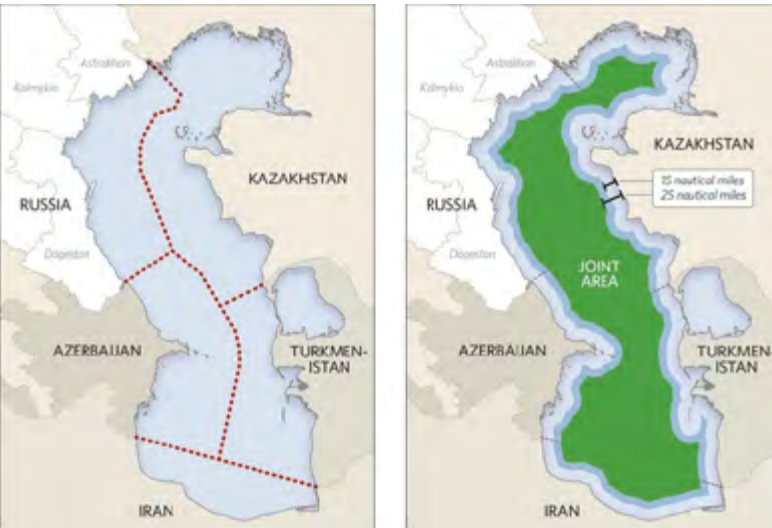 Astrakhan
Kalmykia
KAZAKHSTAN
RUSSIA
Dagestan
AZERBAIJAN
TURKMEN-
ISTAN
IRAN
Astrakhan
Kalmykia
KAZAKHSTAN
15 nautical miles
25 nautical miles
RUSSIA
Dagestan
JOINT
AREA
AZERBAIJAN
TURKMEN-
ISTAN
IRAN